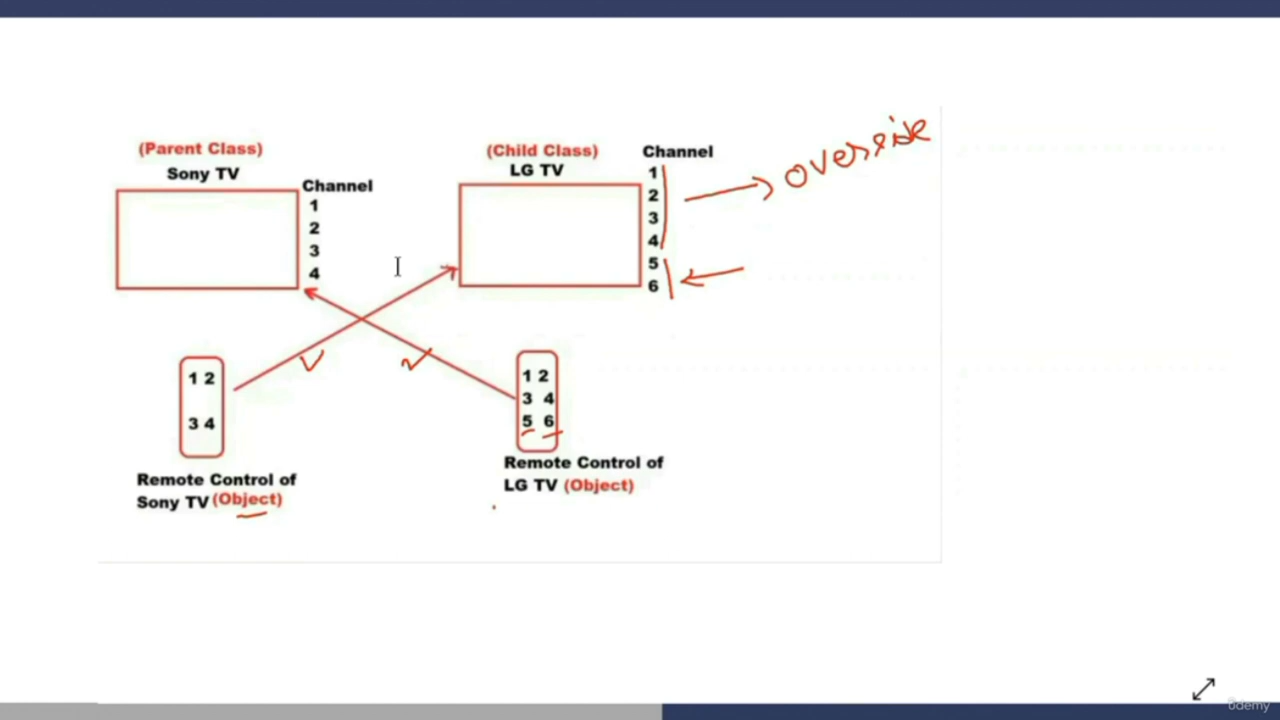 (Parent Class)
Sony TV
Channel
1
2
3
4
(Child Class)
LG TV
Channel
1
2
3
4
5
6
override
1 2
3 4
Remote Control of
Sony TV (Object)
1 2
3 4
5 6
Remote Control of
LG TV (Object)
ûdemy